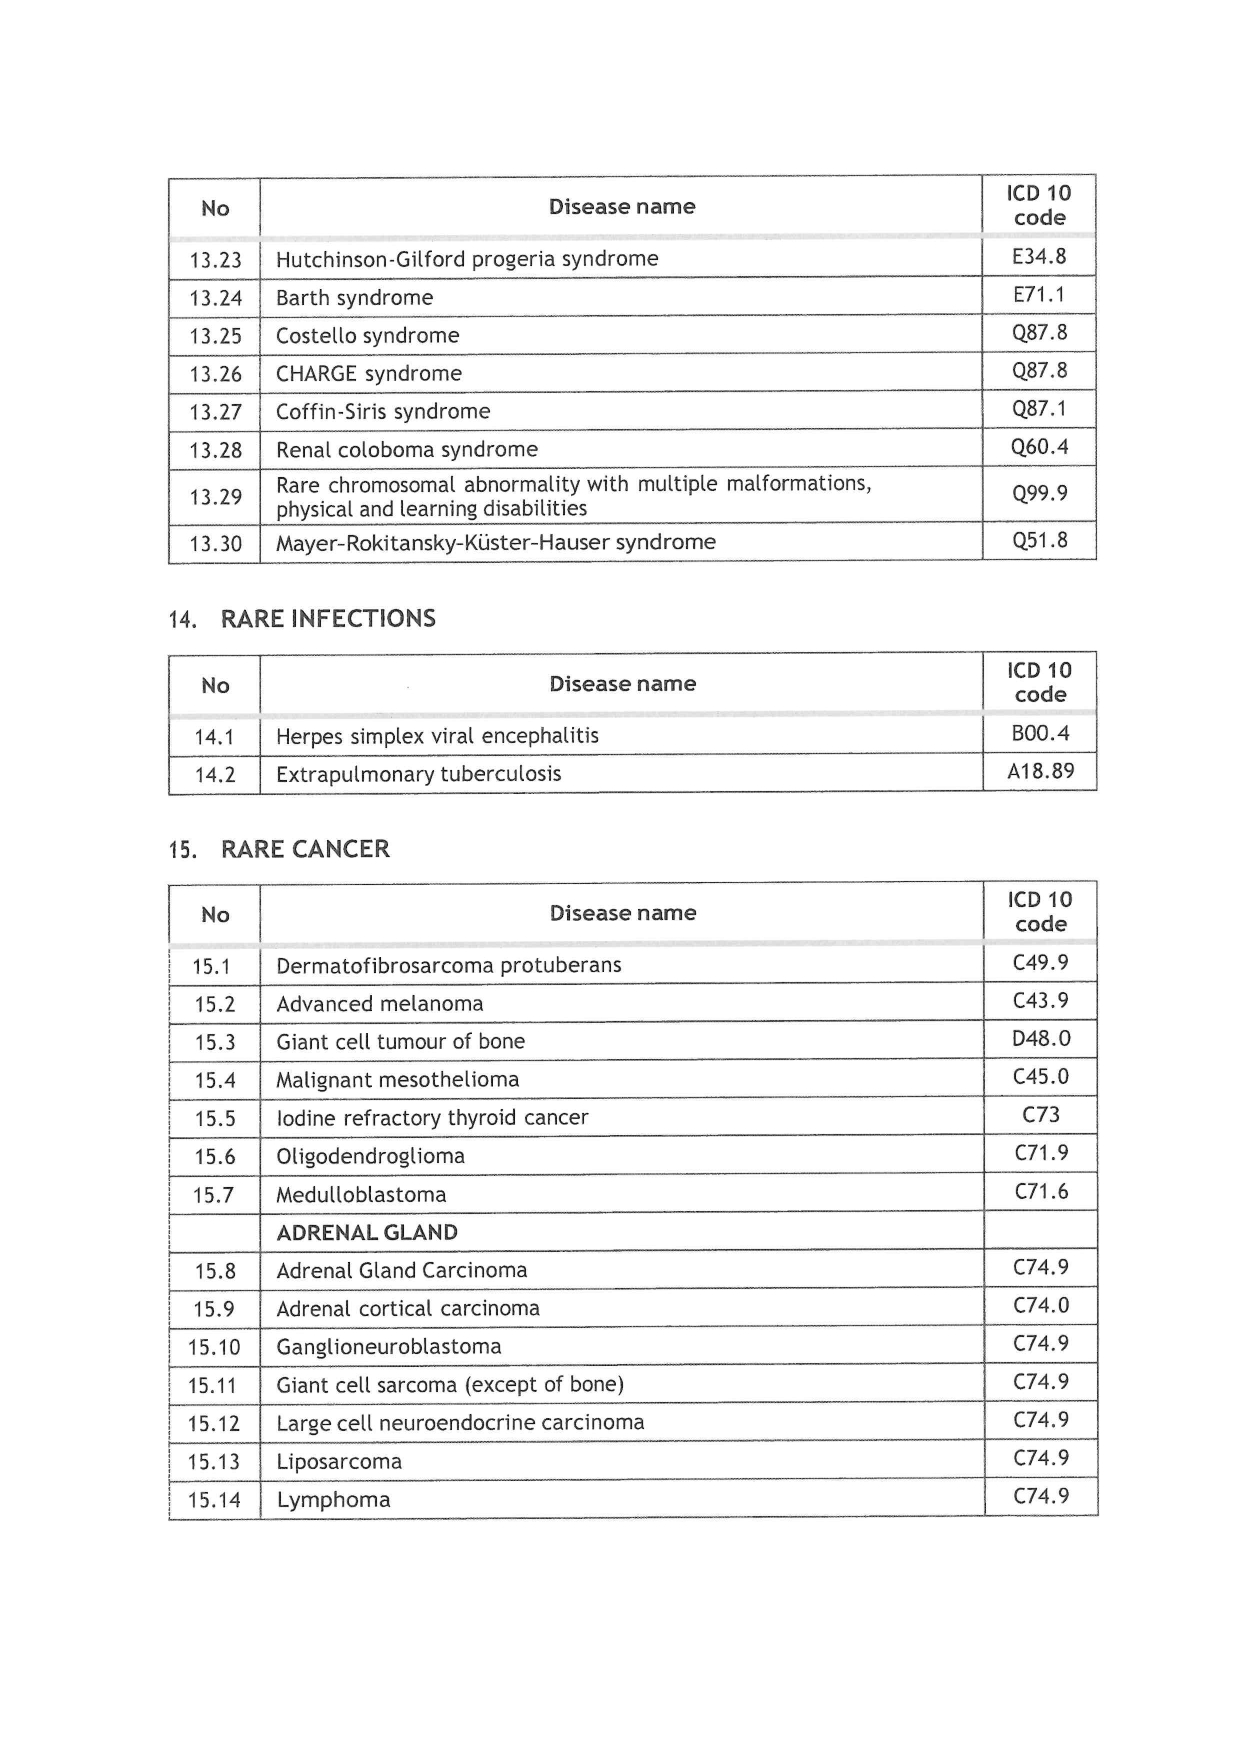 No Disease name ICD 10
code
13.23 Hutchinson-Gilford progeria syndrome E34.8
13.24 Barth syndrome E71.1
13.25 Costello syndrome Q87.8
13.26 CHARGE syndrome Q87.8
13.27 Coffin-Siris syndrome Q87.1
13.28 Renal coloboma syndrome Q60.4
13.29 Rare chromosomal abnormality with multiple malformations,
physical and learning disabilities Q99.9
13.30 Mayer-Rokitansky-Küster-Hauser syndrome Q51.8
14. RARE INFECTIONS
No Disease name ICD 10
code
14.1 Herpes simplex viral encephalitis B00.4
14.2 Extrapulmonary tuberculosis A18.89
15. RARE CANCER
No Disease name ICD 10
code
15.1 Dermatofibrosarcoma protuberans C49.9
15.2 Advanced melanoma C43.9
15.3 Giant cell tumour of bone D48.0
15.4 Malignant mesothelioma C45.0
15.5 Iodine refractory thyroid cancer C73
15.6 Oligodendroglioma C71.9
15.7 Medulloblastoma C71.6
ADRENAL GLAND
15.8 Adrenal Gland Carcinoma C74.9
15.9 Adrenal cortical carcinoma C74.0
15.10 Ganglioneuroblastoma C74.9
15.11 Giant cell sarcoma (except of bone) C74.9
15.12 Large cell neuroendocrine carcinoma C74.9
15.13 Liposarcoma C74.9
15.14 Lymphoma C74.9